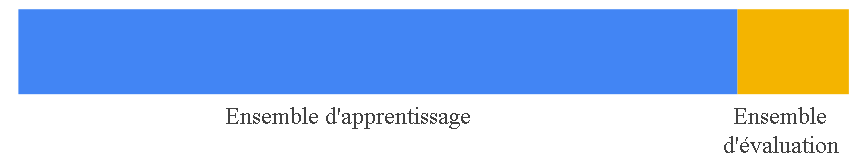 Ensemble d'apprentissage
Ensemble
d'évaluation